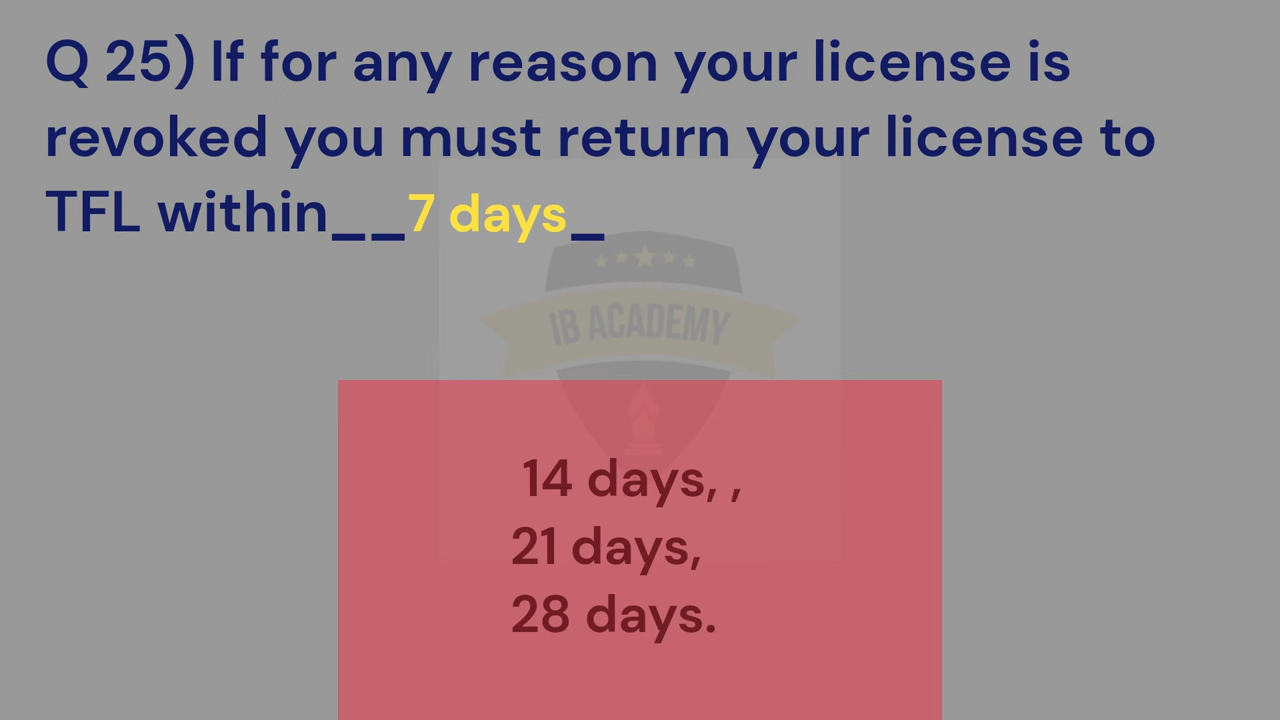 Q 25) If for any reason your license is
revoked you must return your license to
TFL within__7 days_
IB ACADEMY
14 days, ,
21 days,
28 days.